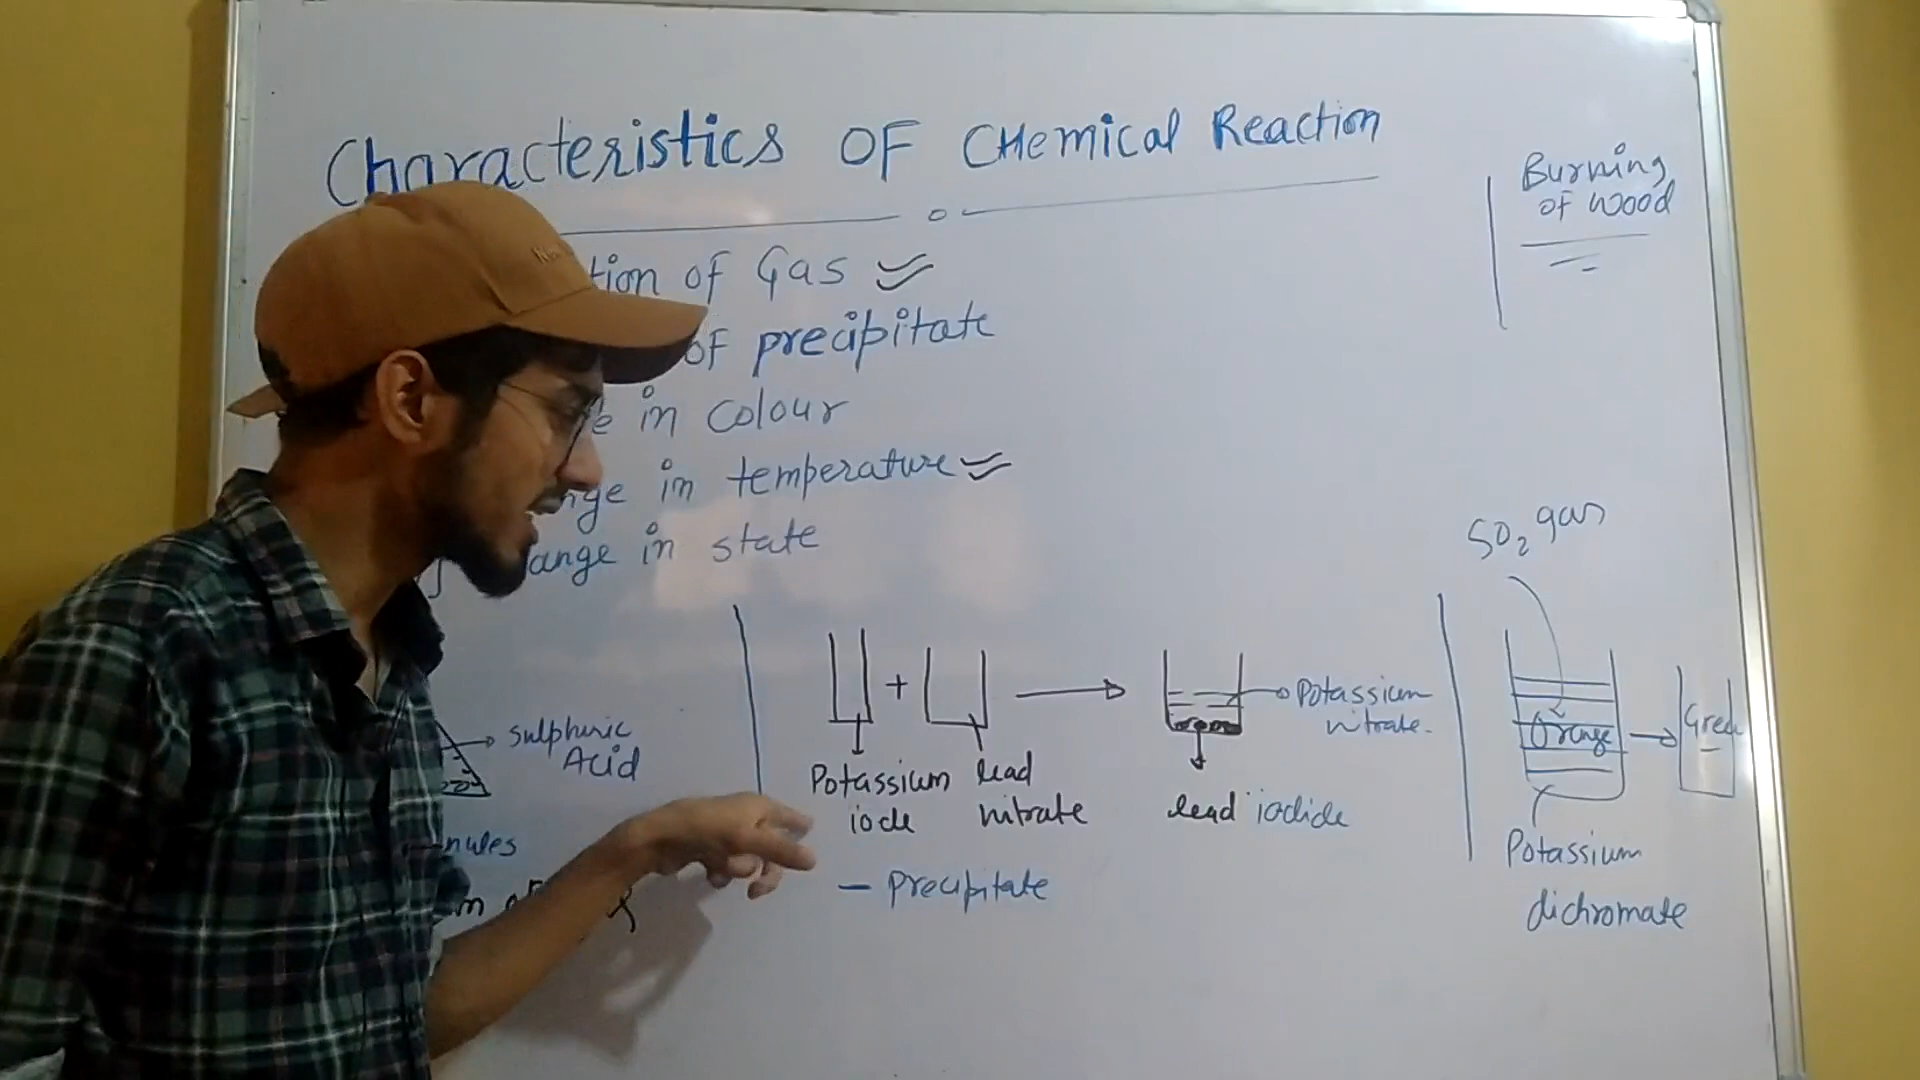 Characteristics OF CHemical Reaction
Burning
of wood
tion of Gas
of precipitate
e in colour
nge in temperature
ange in state
SO2 gas
+
Potassium
nitrate.
Orange
Green
sulphuric
Acid
Potassium
iode
lead
nitrate
lead iodide
nules
- Precipitate
Potassium
dichromate